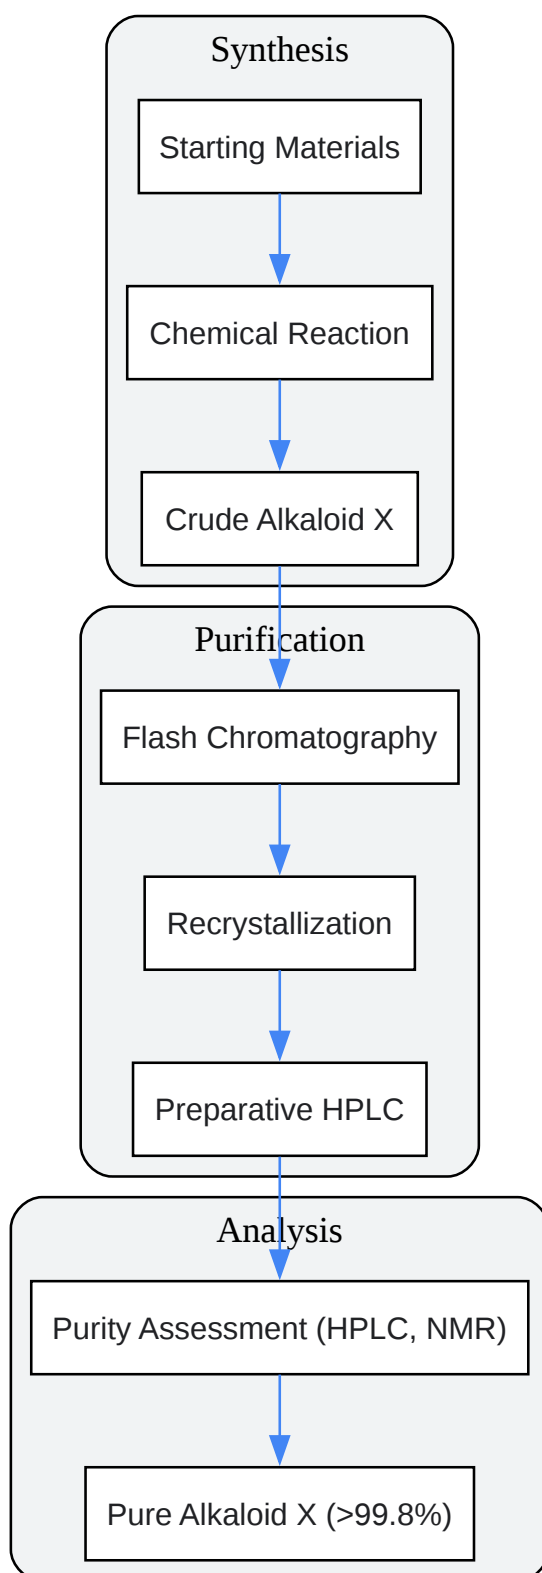 Synthesis
Starting Materials
Chemical Reaction
Crude Alkaloid X
Purification
Flash Chromatography
Recrystallization
Preparative HPLC
Analysis
Purity Assessment (HPLC, NMR)
Pure Alkaloid X (>99.8%)